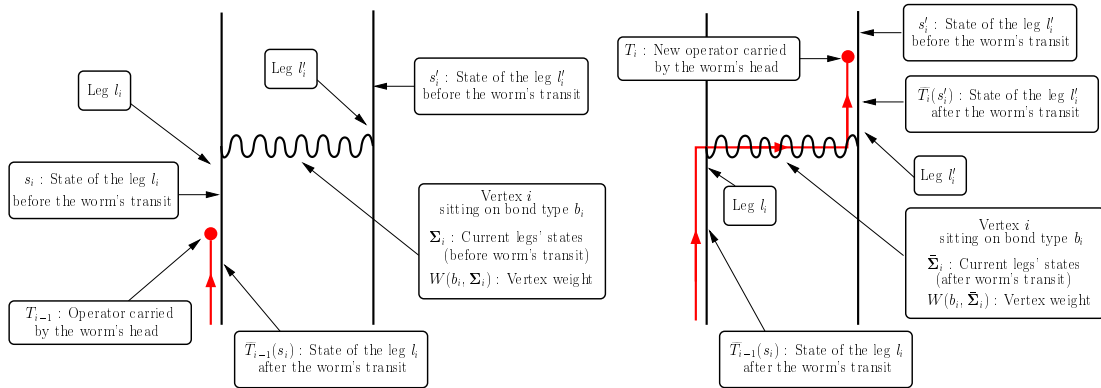 Leg $l_i$
Leg $l'_i$
$s'_i$ : State of the leg $l'_i$
before the worm's transit
$s_i$ : State of the leg $l_i$
before the worm's transit
Vertex $i$
sitting on bond type $b_i$
$\mathbf{\Sigma}_i$ : Current legs' states
(before worm's transit)
$W(b_i, \mathbf{\Sigma}_i)$ : Vertex weight
$T_{i-1}$ : Operator carried
by the worm's head
$\bar{T}_{i-1}(s_i)$ : State of the leg $l_i$
after the worm's transit
$T_i$ : New operator carried
by the worm's head
$s'_i$ : State of the leg $l'_i$
before the worm's transit
$\bar{T}_i(s'_i)$ : State of the leg $l'_i$
after the worm's transit
Leg $l'_i$
Leg $l_i$
Vertex $i$
sitting on bond type $b_i$
$\bar{\mathbf{\Sigma}}_i$ : Current legs' states
(after worm's transit)
$W(b_i, \bar{\mathbf{\Sigma}}_i)$ : Vertex weight
$\bar{T}_{i-1}(s_i)$ : State of the leg $l_i$
after the worm's transit